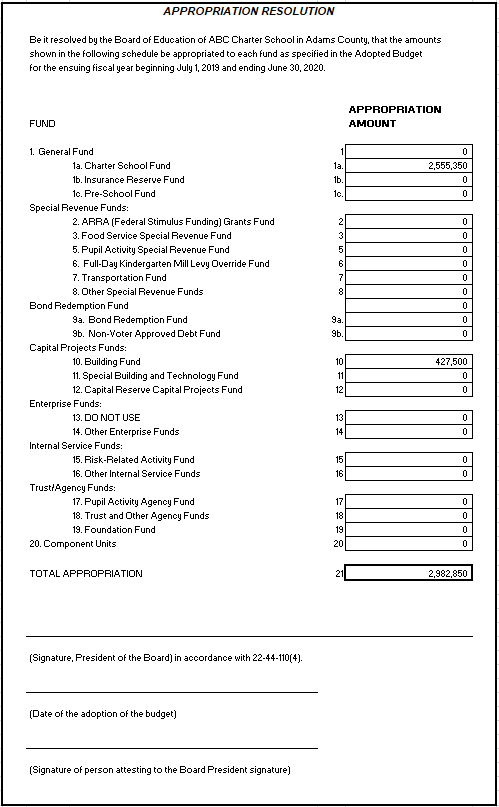 APPROPRIATION RESOLUTION
Be it resolved by the Board of Education of ABC Charter School in Adams County, that the amounts
shown in the following schedule be appropriated to each fund as specified in the Adopted Budget
for the ensuing fiscal year beginning July 1, 2019 and ending June 30, 2020.
APPROPRIATION
FUND AMOUNT
1. General Fund 1 0
1a. Charter School Fund 1a. 2,555,350
1b. Insurance Reserve Fund 1b. 0
1c. Pre-School Fund 1c. 0
Special Revenue Funds:
2. ARRA (Federal Stimulus Funding) Grants Fund 2 0
3. Food Service Special Revenue Fund 3 0
5. Pupil Activity Special Revenue Fund 5 0
6. Full-Day Kindergarten Mill Levy Override Fund 6 0
7. Transportation Fund 7 0
8. Other Special Revenue Funds 8 0
Bond Redemption Fund 0
9a. Bond Redemption Fund 9a. 0
9b. Non-Voter Approved Debt Fund 9b. 0
Capital Projects Funds:
10. Building Fund 10 427,500
11. Special Building and Technology Fund 11 0
12. Capital Reserve Capital Projects Fund 12 0
Enterprise Funds:
13. DO NOT USE 13 0
14. Other Enterprise Funds 14 0
Internal Service Funds:
15. Risk-Related Activity Fund 15 0
16. Other Internal Service Funds 16 0
Trust/Agency Funds:
17. Pupil Activity Agency Fund 17 0
18. Trust and Other Agency Funds 18 0
19. Foundation Fund 19 0
20. Component Units 20 0
TOTAL APPROPRIATION 21 2,982,850
(Signature, President of the Board) in accordance with 22-44-110(4).
(Date of the adoption of the budget)
(Signature of person attesting to the Board President signature)